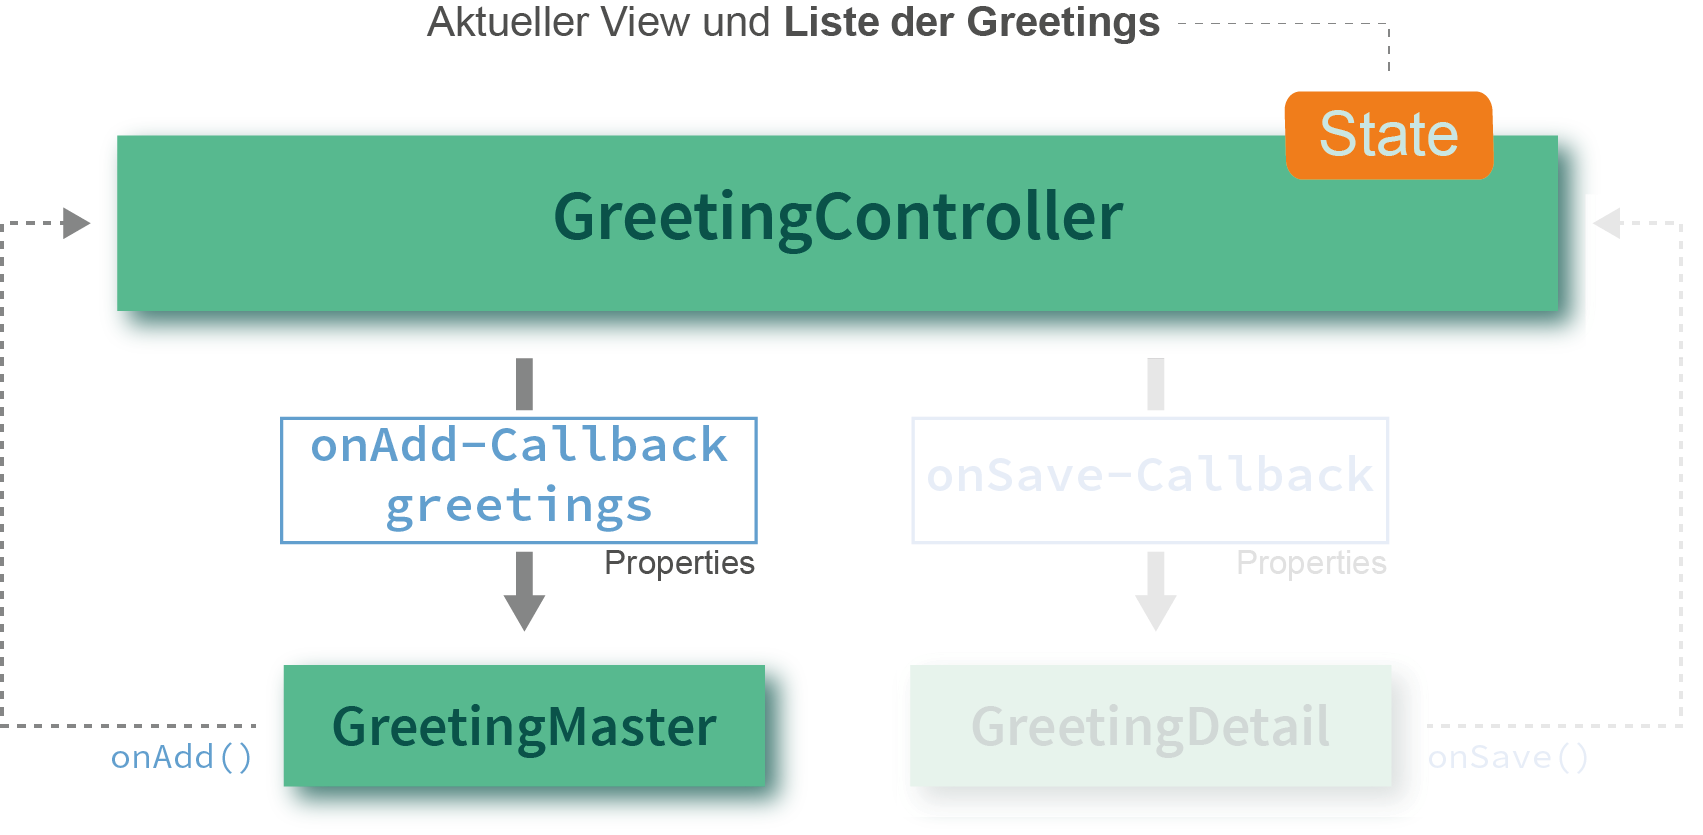 Aktueller View und Liste der Greetings
State
GreetingController
onAdd-Callback
greetings
Properties
onSave-Callback
Properties
GreetingMaster
onAdd()
GreetingDetail
onSave()